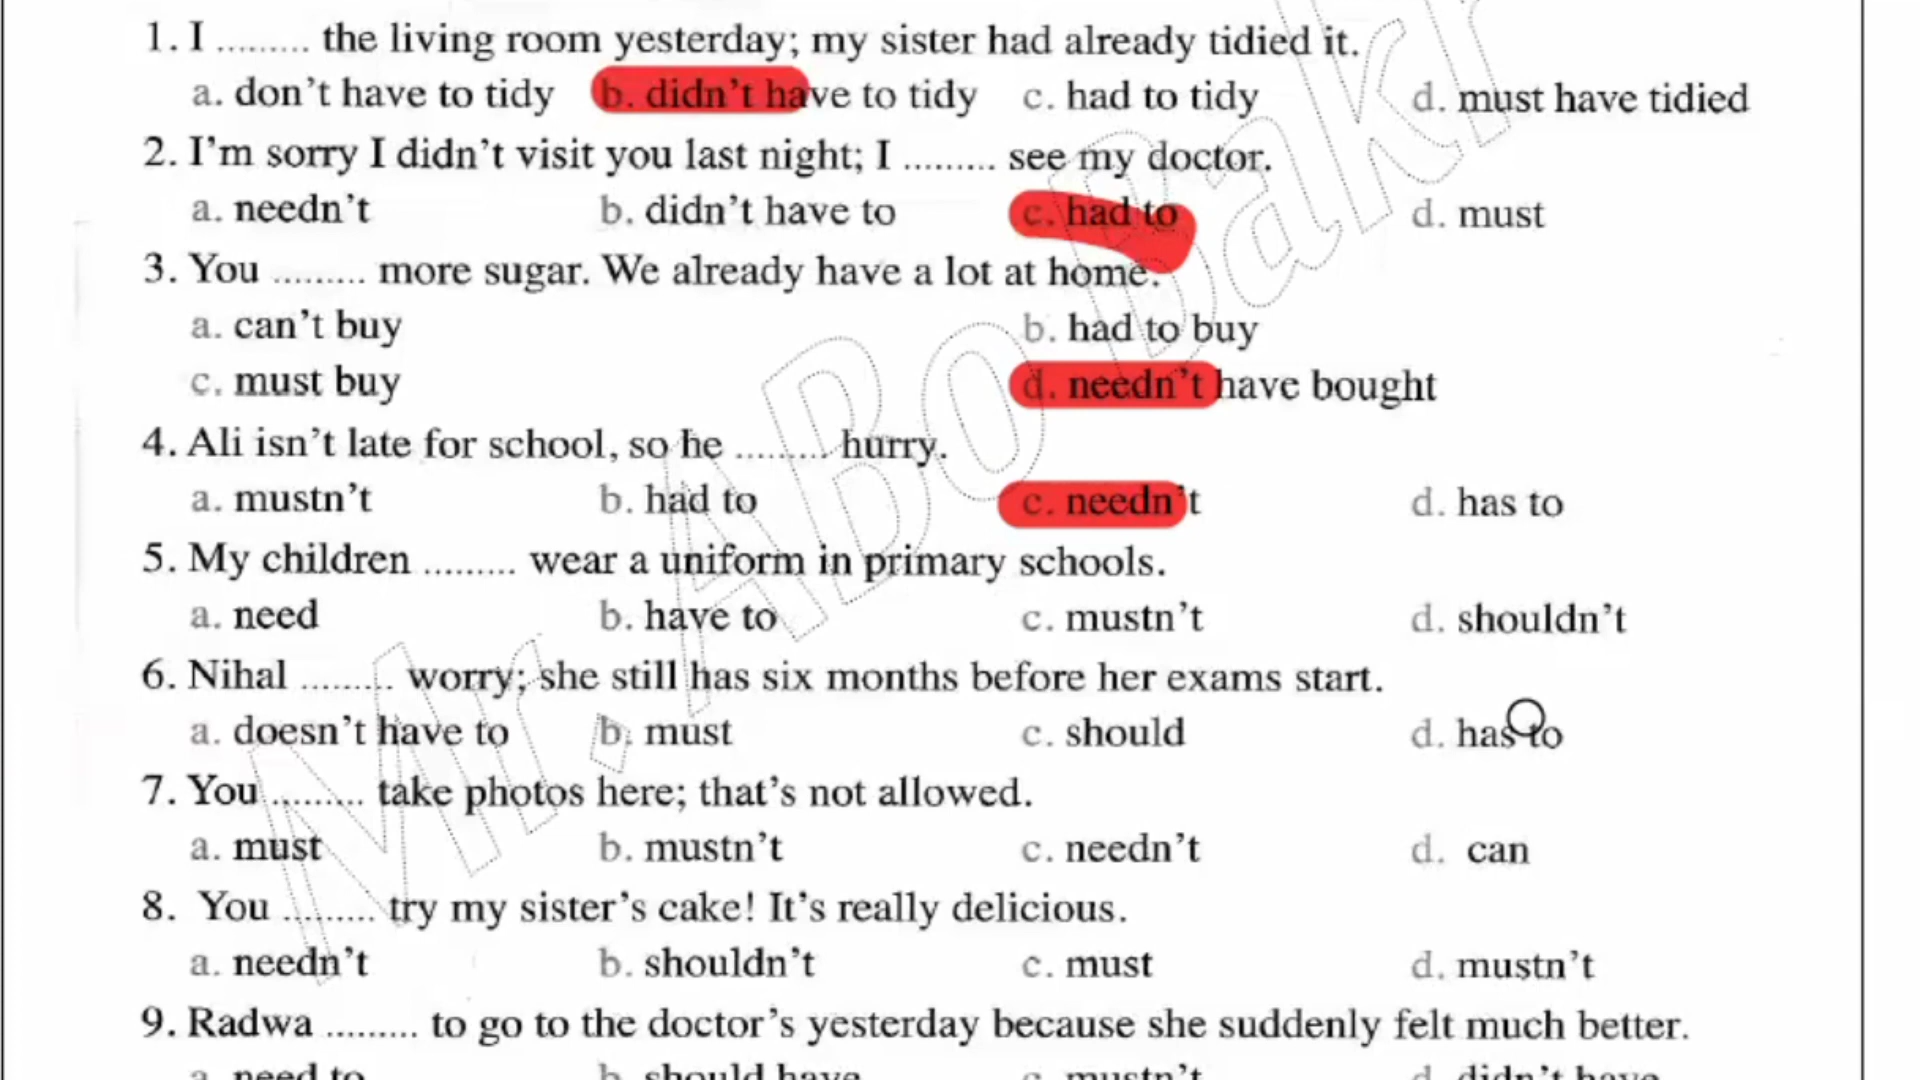 1. I ......... the living room yesterday; my sister had already tidied it.
a. don't have to tidy b. didn't have to tidy c. had to tidy d. must have tidied
2. I'm sorry I didn't visit you last night; I ......... see my doctor.
a. needn't b. didn't have to c. had to d. must
3. You ......... more sugar. We already have a lot at home.
a. can't buy b. had to buy
c. must buy d. needn't have bought
4. Ali isn't late for school, so he ......... hurry.
a. mustn't b. had to c. needn't d. has to
5. My children ......... wear a uniform in primary schools.
a. need b. have to c. mustn't d. shouldn't
6. Nihal ......... worry; she still has six months before her exams start.
a. doesn't have to b. must c. should d. has to
7. You ......... take photos here; that's not allowed.
a. must b. mustn't c. needn't d. can
8. You ......... try my sister's cake! It's really delicious.
a. needn't b. shouldn't c. must d. mustn't
9. Radwa ......... to go to the doctor's yesterday because she suddenly felt much better.
a. need to b. should have c. mustn't d. didn't have
Mr. ABo Bakr